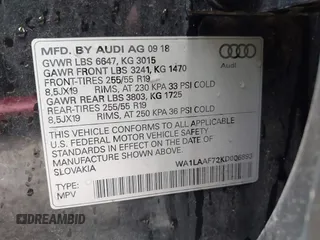 MFD. BY AUDI AG 09 18
GVWR LBS 6647, KG 3015
GAWR FRONT LBS 3241, KG 1470
FRONT-TIRES 255/55 R19
8,5JX19 RIMS, AT 230 KPA 33 PSI COLD
GAWR REAR LBS 3803, KG 1725
REAR-TIRES 255/55 R19
8,5JX19 RIMS, AT 250 KPA 36 PSI COLD
THIS VEHICLE CONFORMS TO ALL APPLICABLE
U.S. FEDERAL MOTOR VEHICLE SAFETY
STANDARDS IN EFFECT ON THE DATE OF
MANUFACTURE SHOWN ABOVE.
SLOVAKIA
TYPE:
MPV
Audi
DREAMBID